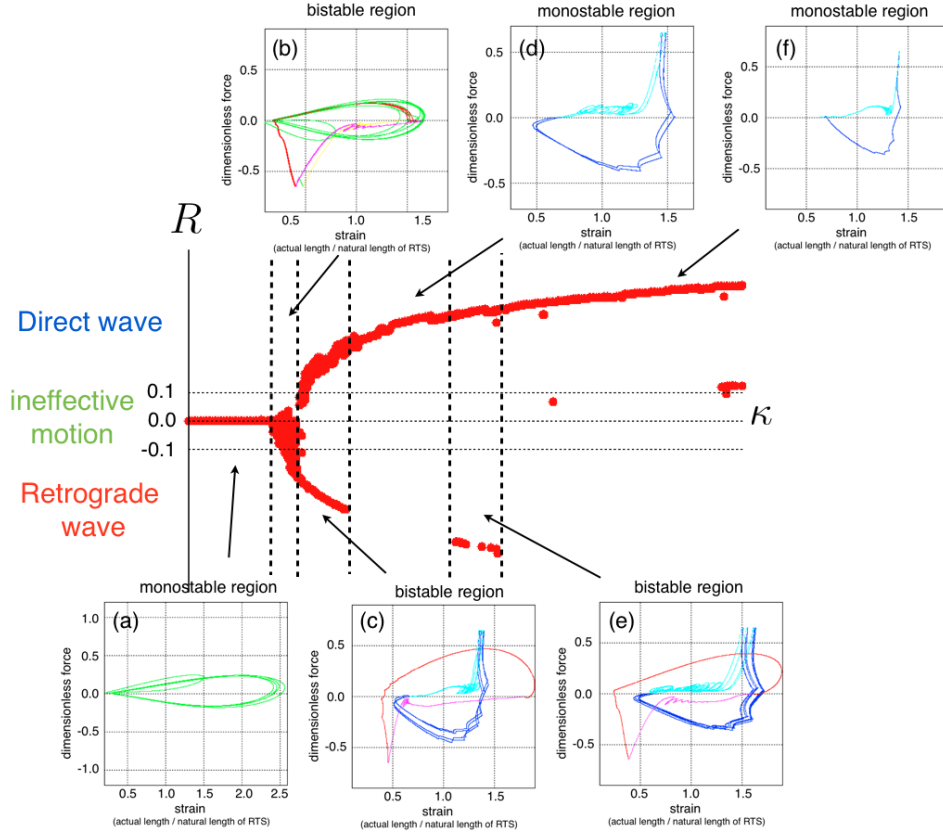 bistable region
monostable region
monostable region
(b)
(d)
(f)
dimensionless force
0.5
0.0
-0.5
0.5
1.0
1.5
strain
(actual length / natural length of RTS)
dimensionless force
0.5
0.0
-0.5
0.5
1.0
1.5
strain
(actual length / natural length of RTS)
dimensionless force
0.5
0.0
-0.5
0.5
1.0
1.5
strain
(actual length / natural length of RTS)
R
Direct wave
ineffective
motion
Retrograde
wave
0.1
0.0
-0.1
κ
monostable region
bistable region
bistable region
(a)
(c)
(e)
dimensionless force
1.0
0.5
0.0
-0.5
-1.0
0.5
1.0
1.5
2.0
2.5
strain
(actual length / natural length of RTS)
dimensionless force
0.5
0.0
-0.5
0.5
1.0
1.5
strain
(actual length / natural length of RTS)
dimensionless force
0.5
0.0
-0.5
0.5
1.0
1.5
strain
(actual length / natural length of RTS)